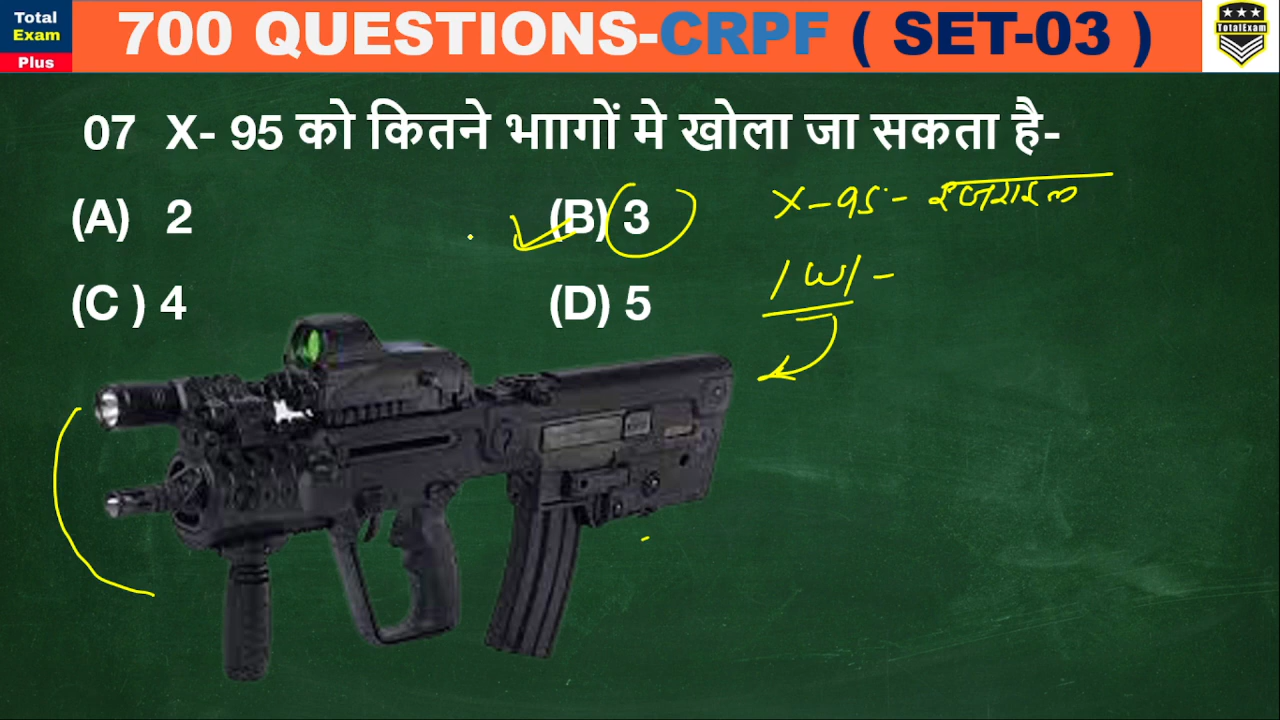 Total
Exam
Plus
700 QUESTIONS-CRPF ( SET-03 )
TotalExam
07 X- 95 को कितने भाागों मे खोला जा सकता है-
(A) 2
(B) 3
(C ) 4
(D) 5
X-95- इजराइल
IWI-